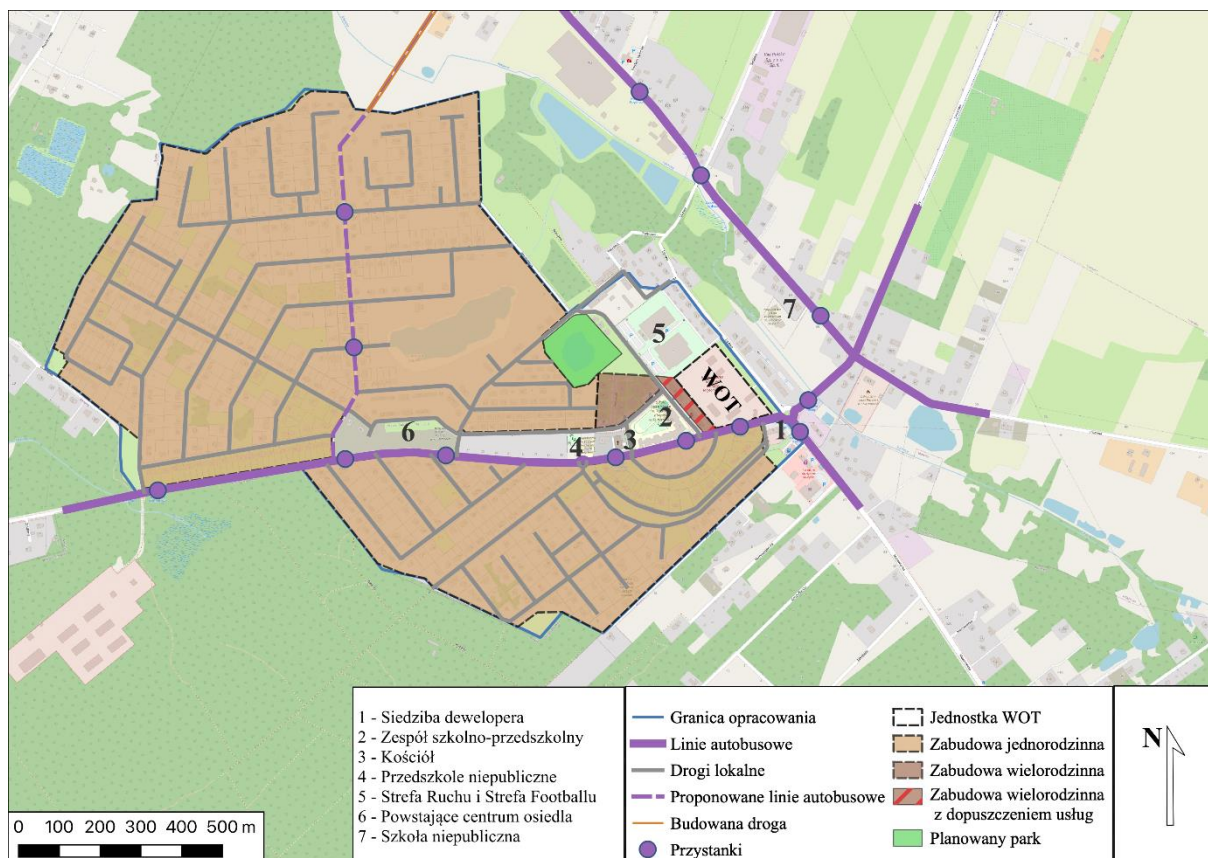 5
7
WOT
2
1
6
4
3
1 - Siedziba dewelopera
2 - Zespół szkolno-przedszkolny
3 - Kościół
4 - Przedszkole niepubliczne
5 - Strefa Ruchu i Strefa Footballu
6 - Powstające centrum osiedla
7 - Szkoła niepubliczna
Granica opracowania
Linie autobusowe
Drogi lokalne
Proponowane linie autobusowe
Budowana droga
Przystanki
Jednostka WOT
Zabudowa jednorodzinna
Zabudowa wielorodzinna
Zabudowa wielorodzinna
z dopuszczeniem usług
Planowany park
N
0 100 200 300 400 500 m